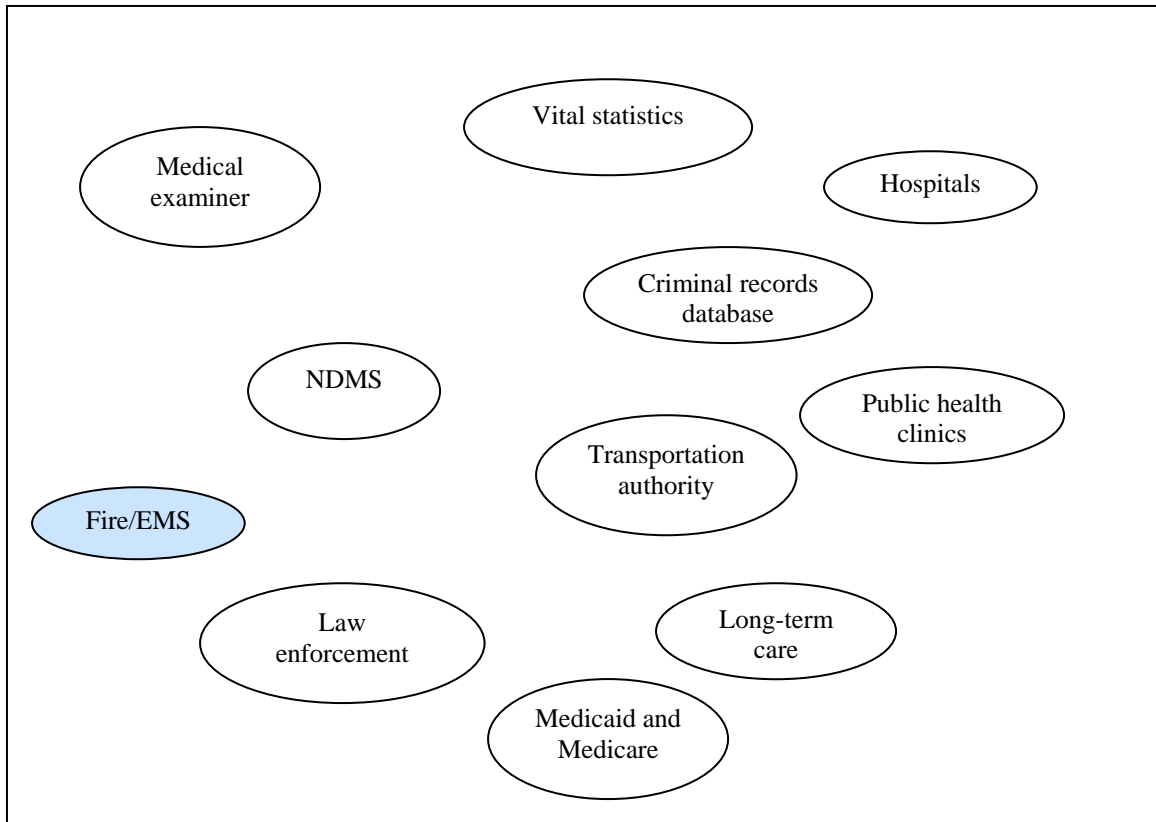 Vital statistics
Medical
examiner
Hospitals
Criminal records
database
NDMS
Public health
clinics
Transportation
authority
Fire/EMS
Law
enforcement
Long-term
care
Medicaid and
Medicare